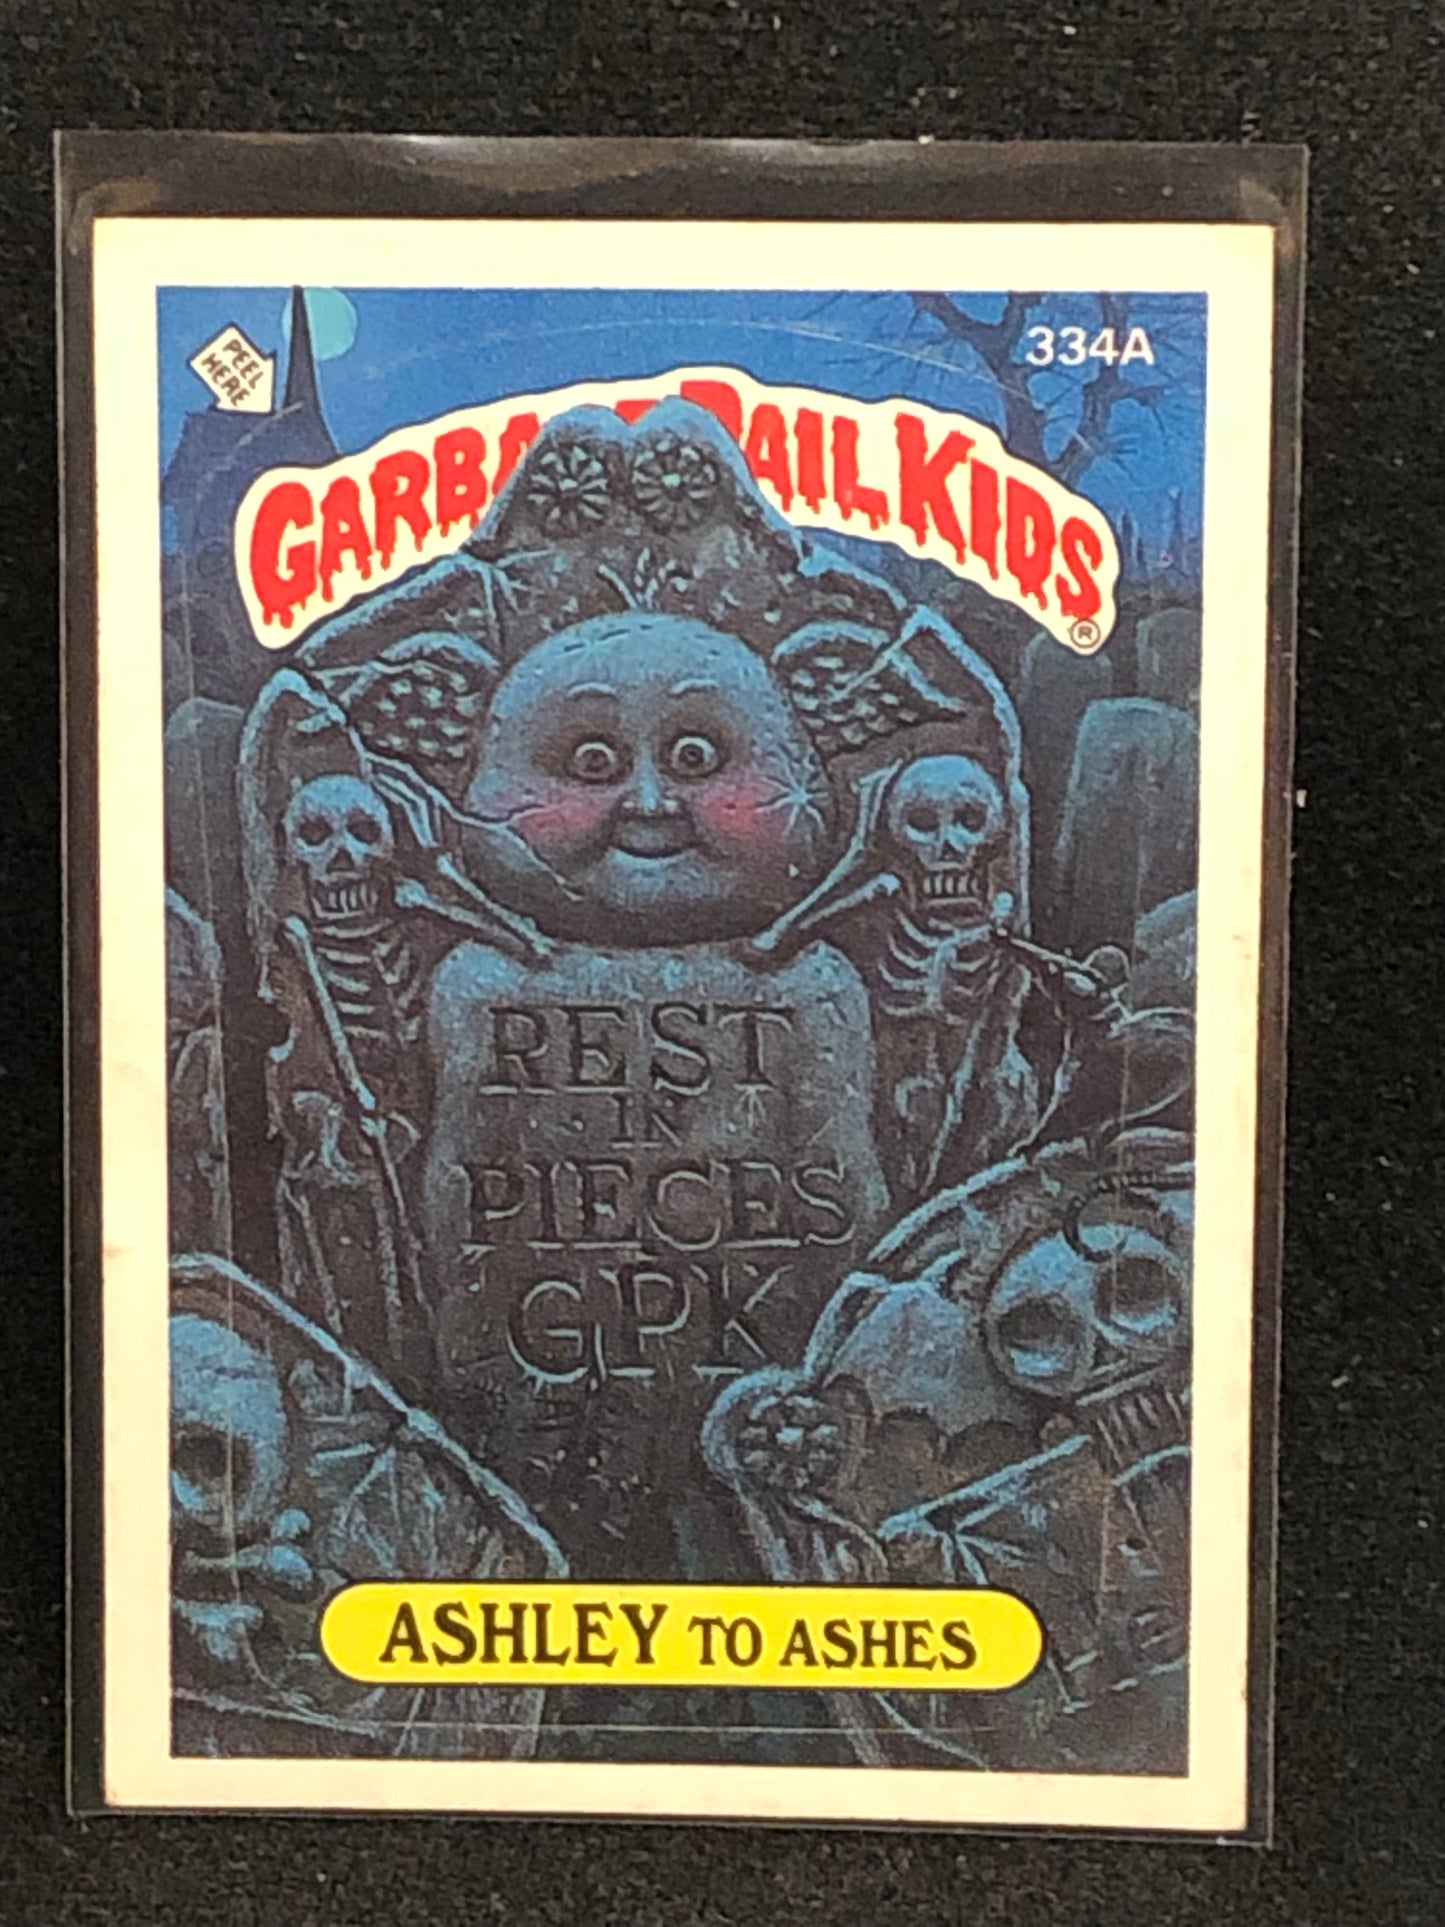 PEEL
HERE
334A
GARBAGE PAIL KIDS
®
REST
IN
PIECES
GPK
ASHLEY TO ASHES